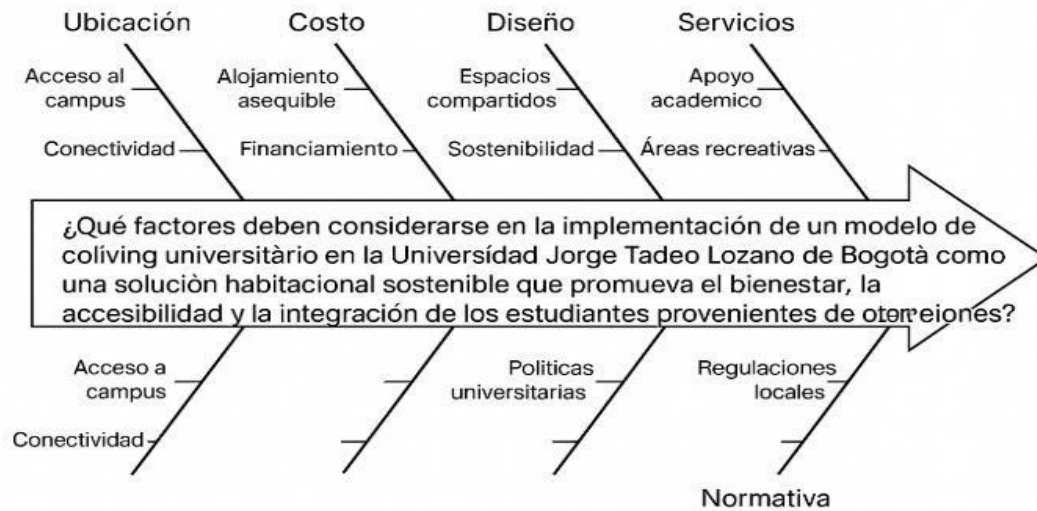 Ubicación
Costo
Diseño
Servicios
Acceso al
campus
Alojamiento
asequible
Espacios
compartidos
Apoyo
academico
Conectividad
Financiamiento
Sostenibilidad
Áreas recreativas
¿Qué factores deben considerarse en la implementación de un modelo de
colíving universitàrio en la Universídad Jorge Tadeo Lozano de Bogotà como
una soluciòn habitacional sostenible que promueva el bienestar, la
accesibilidad y la integración de los estudiantes provenientes de
Acceso a
campus
Politicas
universitarias
Regulaciones
locales
Conectividad
Normativa